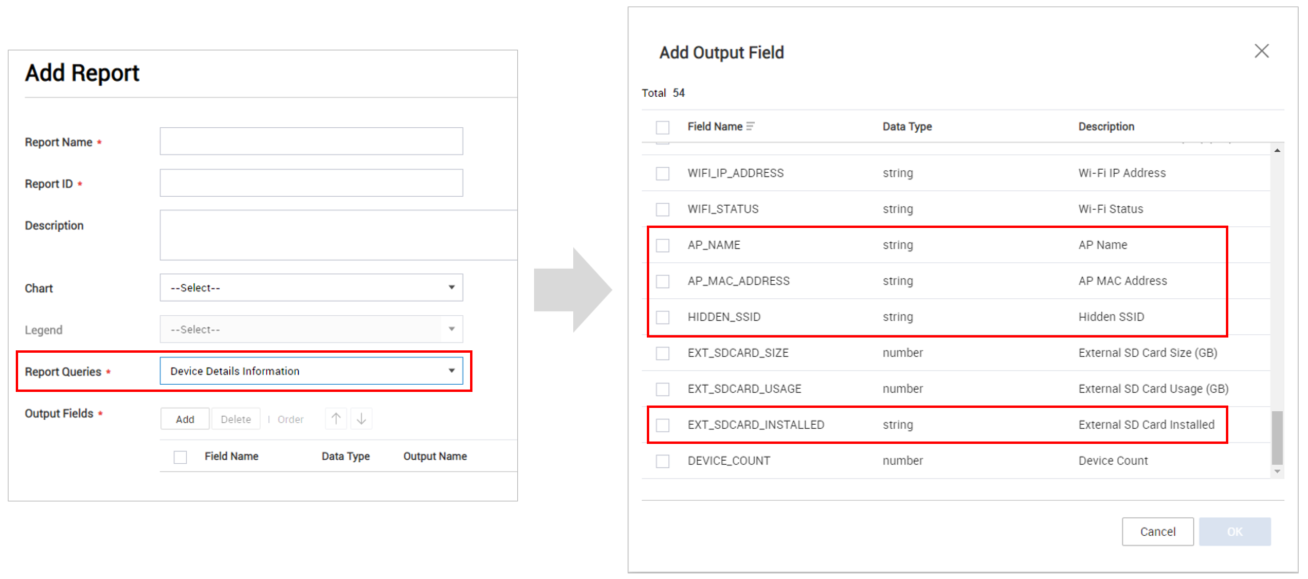 Add Report
Report Name *
Report ID *
Description
Chart --Select--
Legend --Select--
Report Queries * Device Details Information
Output Fields * Add Delete | Order ↑ ↓
Field Name Data Type Output Name
Add Output Field
Total 54
Field Name Data Type Description
WIFI_IP_ADDRESS string Wi-Fi IP Address
WIFI_STATUS string Wi-Fi Status
AP_NAME string AP Name
AP_MAC_ADDRESS string AP MAC Address
HIDDEN_SSID string Hidden SSID
EXT_SDCARD_SIZE number External SD Card Size (GB)
EXT_SDCARD_USAGE number External SD Card Usage (GB)
EXT_SDCARD_INSTALLED string External SD Card Installed
DEVICE_COUNT number Device Count
Cancel OK